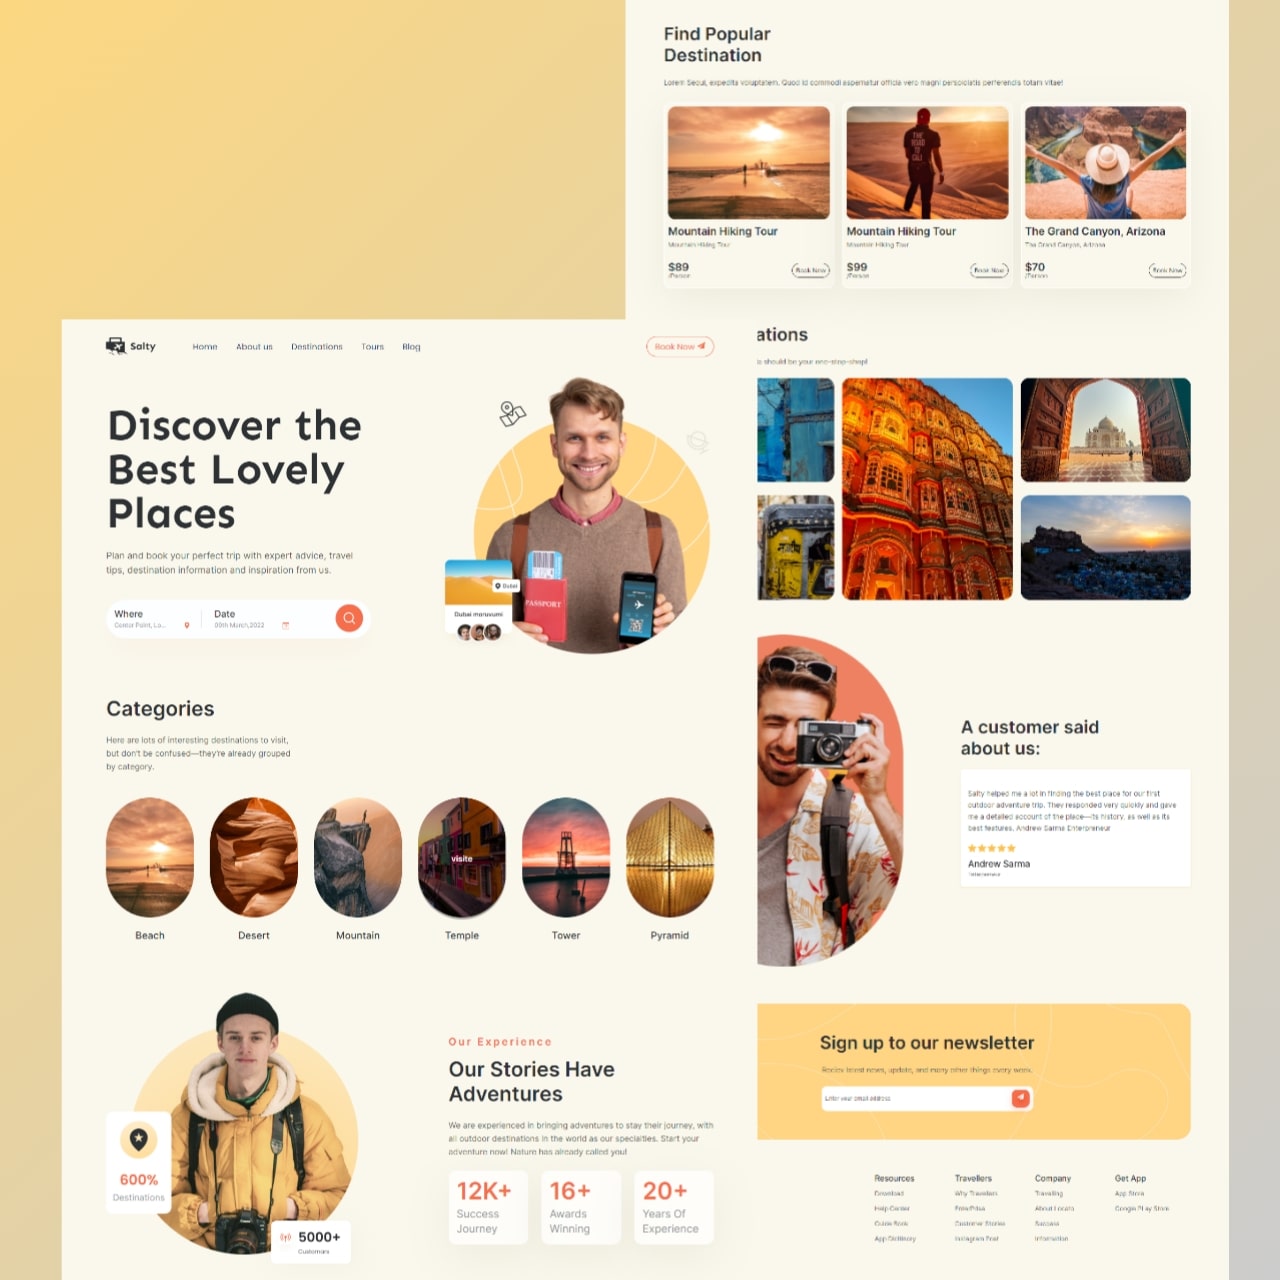 Find Popular
Destination
Lorem Seoul, expedita voluptatem. Quod id commodi aspernatur officia vero magni perspiciatis perferendis totam vitae!
THE
ROAD
TO
Mountain Hiking Tour
Mountain Hiking Tour
$89
/Person
Book Now
Mountain Hiking Tour
Mountain Hiking Tour
$99
/Person
Book Now
The Grand Canyon, Arizona
The Grand Canyon, Arizona
$70
/Person
Book Now
Salty
Home
About us
Destinations
Tours
Blog
Book Now
Discover the
Best Lovely
Places
Plan and book your perfect trip with expert advice, travel
tips, destination information and inspiration from us.
Where
Center Point, Lo...
Date
00th March,2022
Dubai
Dubai moruvumi
PASSPORT
ations
should be your one-stop-shop!
Categories
Here are lots of interesting destinations to visit,
but don't be confused—they're already grouped
by category.
visite
Beach
Desert
Mountain
Temple
Tower
Pyramid
A customer said
about us:
Salty helped me a lot in finding the best place for our first
outdoor adventure trip. They responded very quickly and gave
me a detailed account of the place—its history, as well as its
best features. Andrew Sarma Enterpreneur
Andrew Sarma
600%
Destinations
5000+
Customars
Our Experience
Our Stories Have
Adventures
We are experienced in bringing adventures to stay their journey, with
all outdoor destinations in the world as our specialties. Start your
adventure now! Nature has already called you!
12K+
Success
Journey
16+
Awards
Winning
20+
Years Of
Experience
Sign up to our newsletter
Reciev latest news, update, and many other things every week.
Enter your email address
Resources
Download
Help Center
Guide Book
App Dictinory
Travellers
Why Travellers
Customer Stories
Instagram Post
Company
Travelling
About Locato
Success
Information
Get App
App Store
Google PLay Store